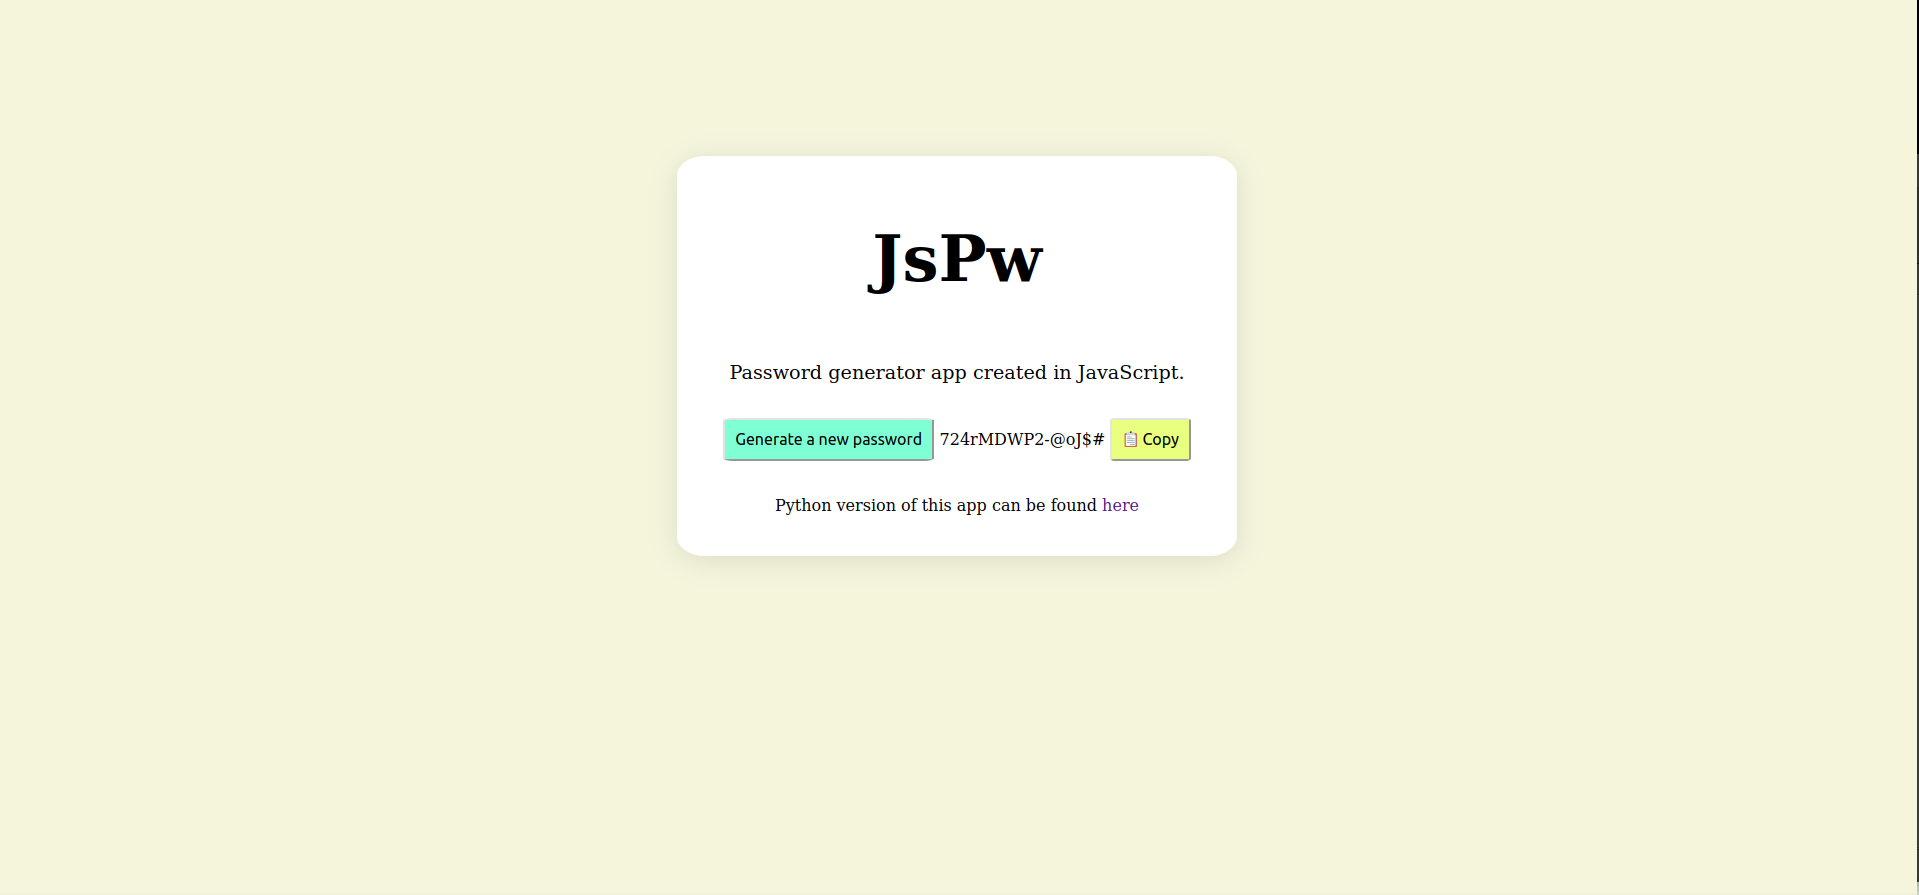 JsPw
Password generator app created in JavaScript.
Generate a new password 724rMDWP2-@oJ$# 📋 Copy
Python version of this app can be found here